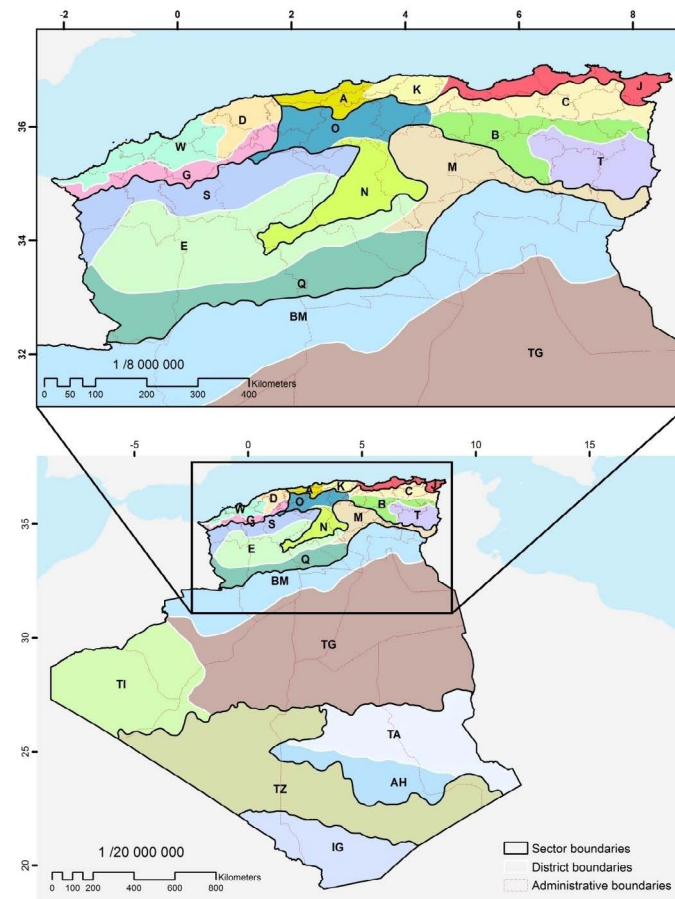 -2 0 2 4 6 8
36
34
32
A
K
J
C
D
O
B
W
T
G
M
S
N
E
Q
BM
TG
1 /8 000 000
0 25 50 100 200 300 400 Kilometers
-5 0 5 10 15
35
30
25
20
A
K
J
C
D
O
B
W
T
G
S
M
N
E
Q
BM
TG
TI
TA
AH
TZ
IG
1 /20 000 000
0 50 100 200 400 600 800 Kilometers
Sector boundaries
District boundaries
Administrative boundaries